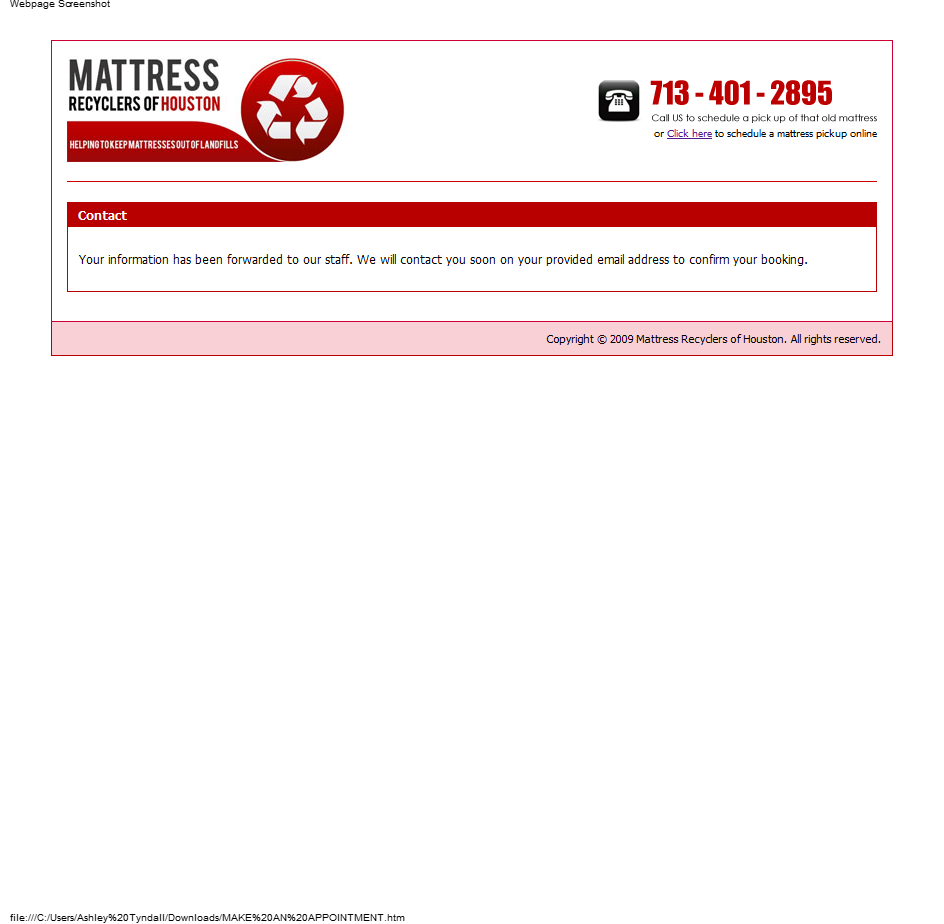 Webpage Screenshot
MATTRESS
RECYCLERS OF HOUSTON
HELPING TO KEEP MATTRESSES OUT OF LANDFILLS
713 - 401 - 2895
Call US to schedule a pick up of that old mattress
or Click here to schedule a mattress pickup online
Contact
Your information has been forwarded to our staff. We will contact you soon on your provided email address to confirm your booking.
Copyright © 2009 Mattress Recyclers of Houston. All rights reserved.
file:///C:/Users/Ashley%20Tyndall/Downloads/MAKE%20AN%20APPOINTMENT.htm